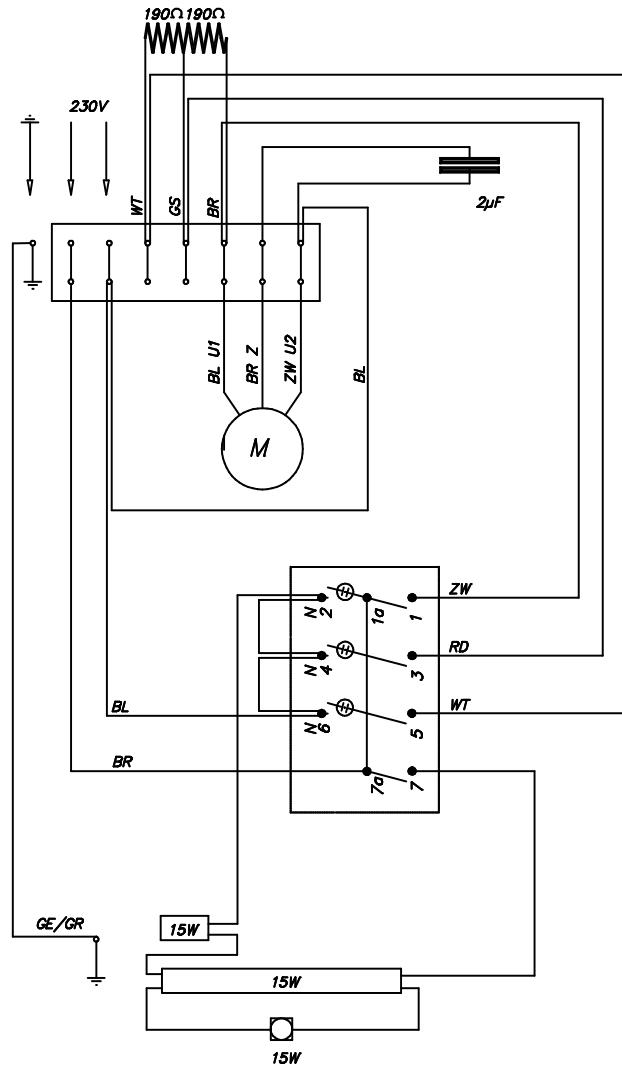 190Ω 190Ω
230V
WT
GS
BR
2µF
BL U1
BR Z
ZW U2
BL
M
ZW
N 2
1a
1
RD
N 4
3
WT
N 6
5
BL
BR
7a
7
GE/GR
15W
15W
15W